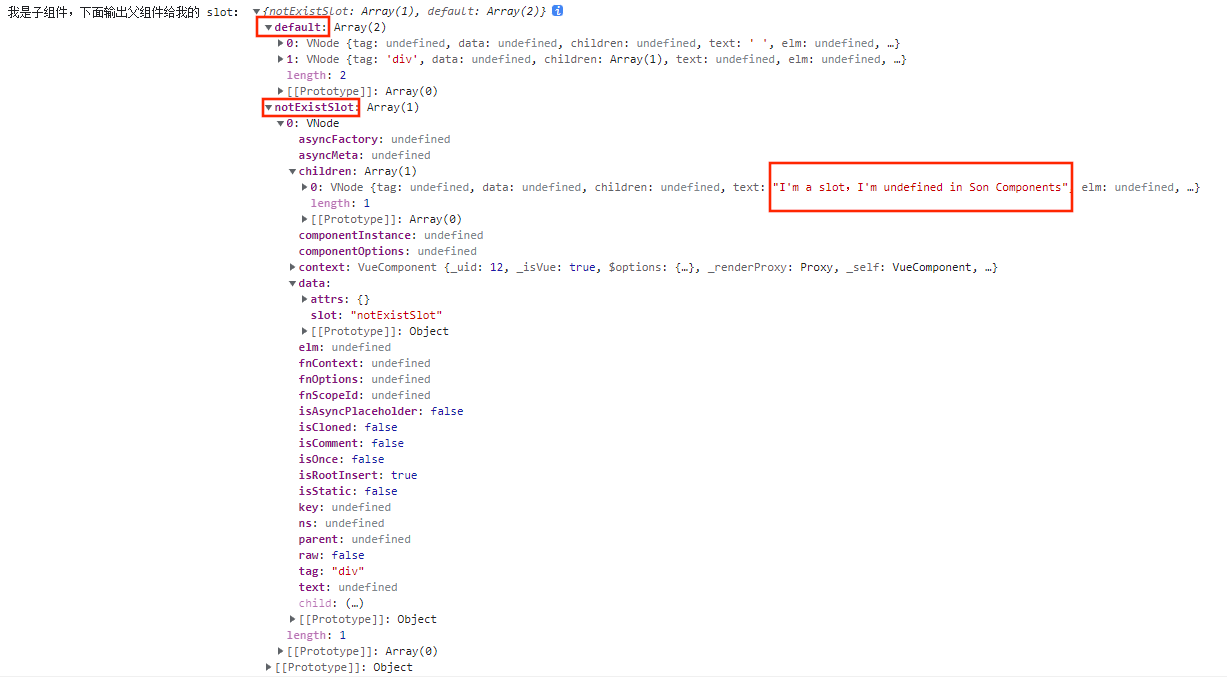 我是子组件，下面输出父组件给我的 slot: ▼{notExistSlot: Array(1), default: Array(2)} i
▼default: Array(2)
▶0: VNode {tag: undefined, data: undefined, children: undefined, text: ' ', elm: undefined, …}
▶1: VNode {tag: 'div', data: undefined, children: Array(1), text: undefined, elm: undefined, …}
length: 2
▶[[Prototype]]: Array(0)
▼notExistSlot: Array(1)
▼0: VNode
asyncFactory: undefined
asyncMeta: undefined
▼children: Array(1)
▶0: VNode {tag: undefined, data: undefined, children: undefined, text: "I'm a slot，I'm undefined in Son Components", elm: undefined, …}
length: 1
▶[[Prototype]]: Array(0)
componentInstance: undefined
componentOptions: undefined
▶context: VueComponent {_uid: 12, _isVue: true, $options: {…}, _renderProxy: Proxy, _self: VueComponent, …}
▼data:
▶attrs: {}
slot: "notExistSlot"
▶[[Prototype]]: Object
elm: undefined
fnContext: undefined
fnOptions: undefined
fnScopeId: undefined
isAsyncPlaceholder: false
isCloned: false
isComment: false
isOnce: false
isRootInsert: true
isStatic: false
key: undefined
ns: undefined
parent: undefined
raw: false
tag: "div"
text: undefined
child: (…)
▶[[Prototype]]: Object
length: 1
▶[[Prototype]]: Array(0)
▶[[Prototype]]: Object